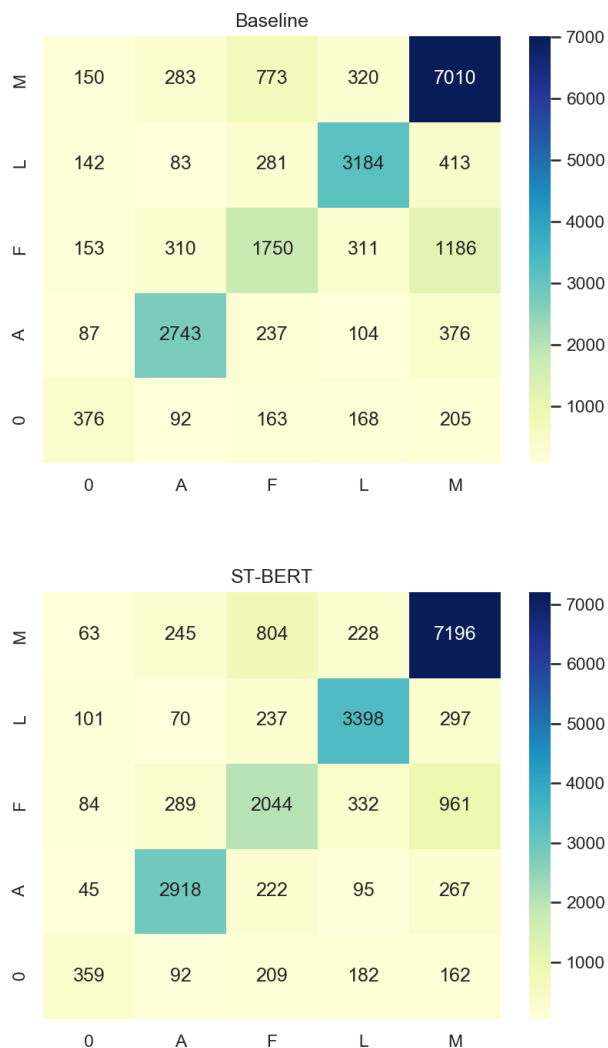 Baseline
M 150 283 773 320 7010
L 142 83 281 3184 413
F 153 310 1750 311 1186
A 87 2743 237 104 376
0 376 92 163 168 205
0 A F L M
7000
6000
5000
4000
3000
2000
1000
ST-BERT
M 63 245 804 228 7196
L 101 70 237 3398 297
F 84 289 2044 332 961
A 45 2918 222 95 267
0 359 92 209 182 162
0 A F L M
7000
6000
5000
4000
3000
2000
1000